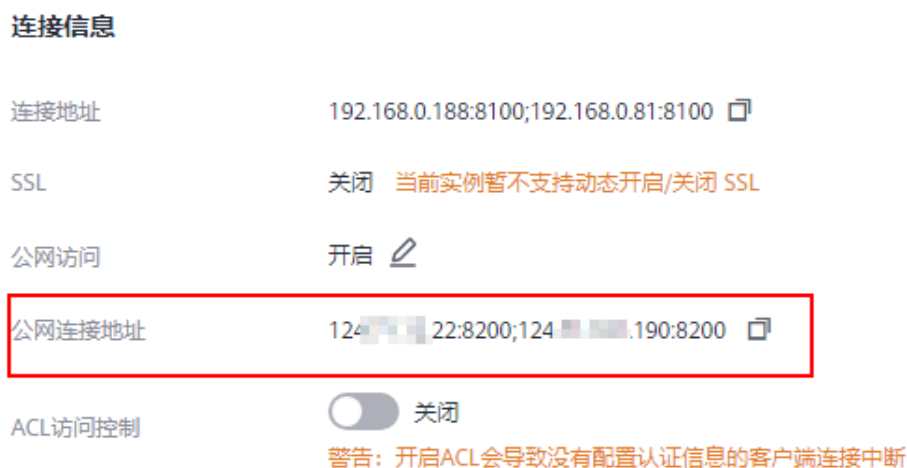 连接信息
连接地址 192.168.0.188:8100;192.168.0.81:8100
SSL 关闭 当前实例暂不支持动态开启/关闭 SSL
公网访问 开启
公网连接地址 124 22:8200;124 .190:8200
ACL访问控制 关闭
警告：开启ACL会导致没有配置认证信息的客户端连接中断